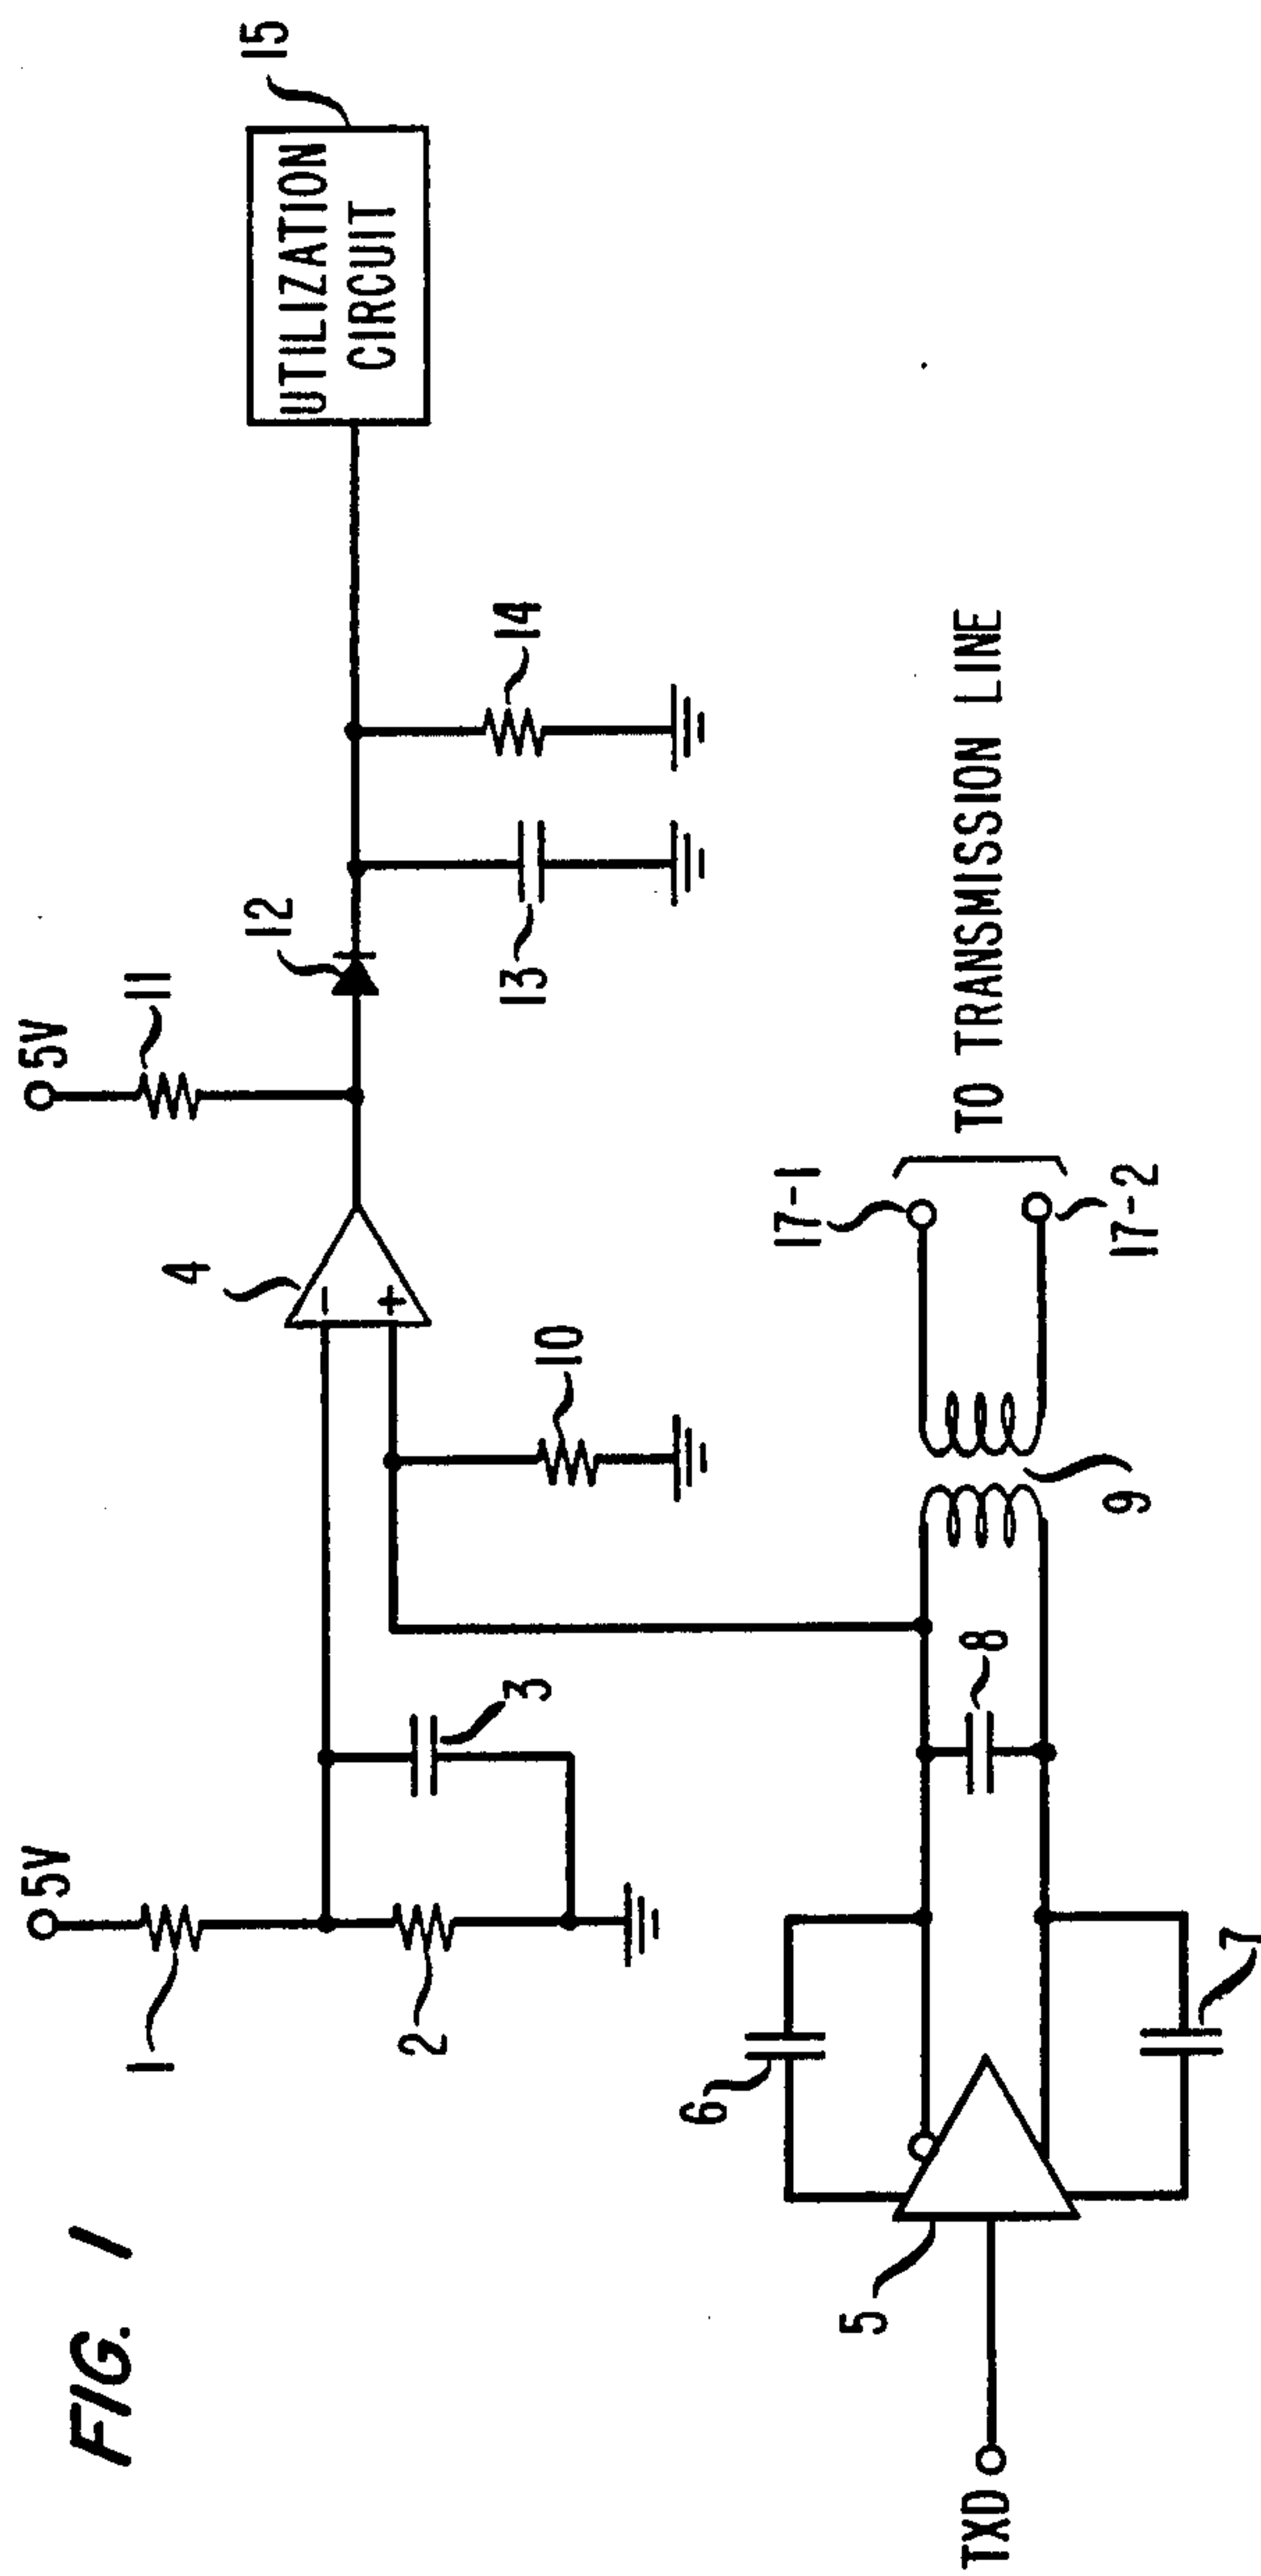 FIG. 1
5V
1
2
3
4
5V
11
12
13
14
UTILIZATION
CIRCUIT
15
10
TXD
5
6
7
8
9
17-1
17-2
TO TRANSMISSION LINE
-
+